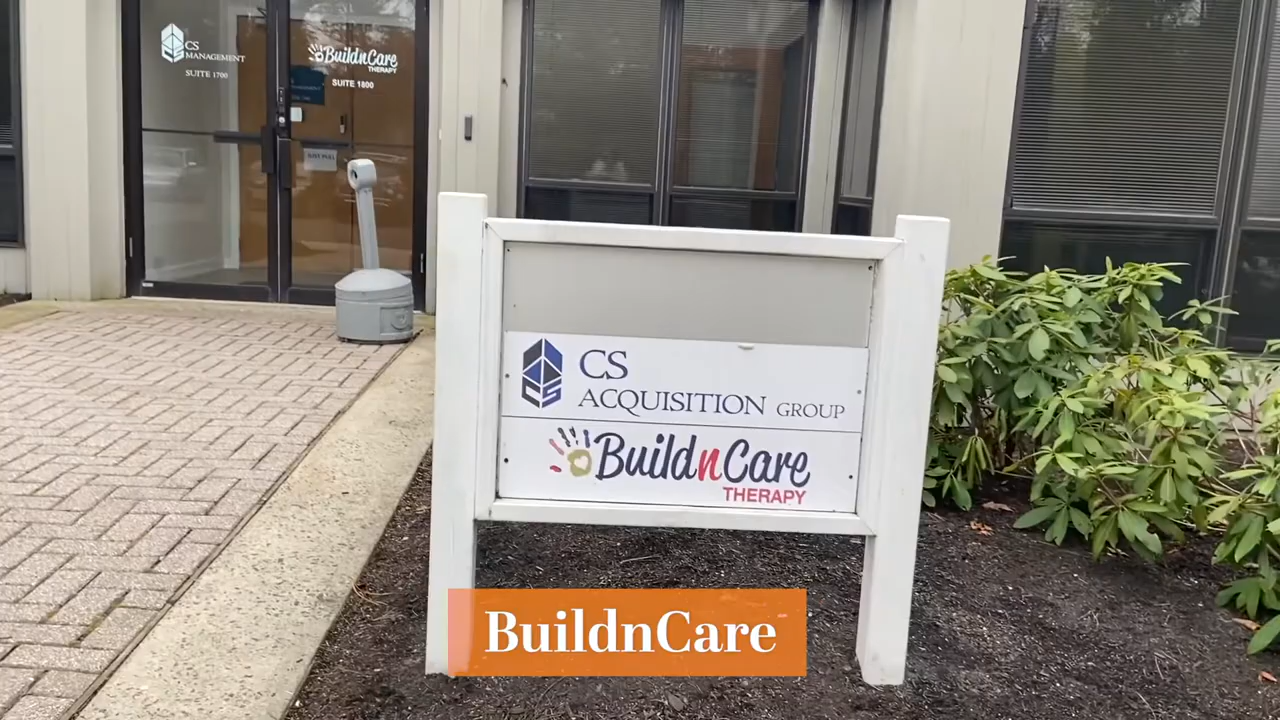 CS
MANAGEMENT
SUITE 1700
BuildnCare
THERAPY
SUITE 1800
CS
ACQUISITION GROUP
BuildnCare
THERAPY
BuildnCare